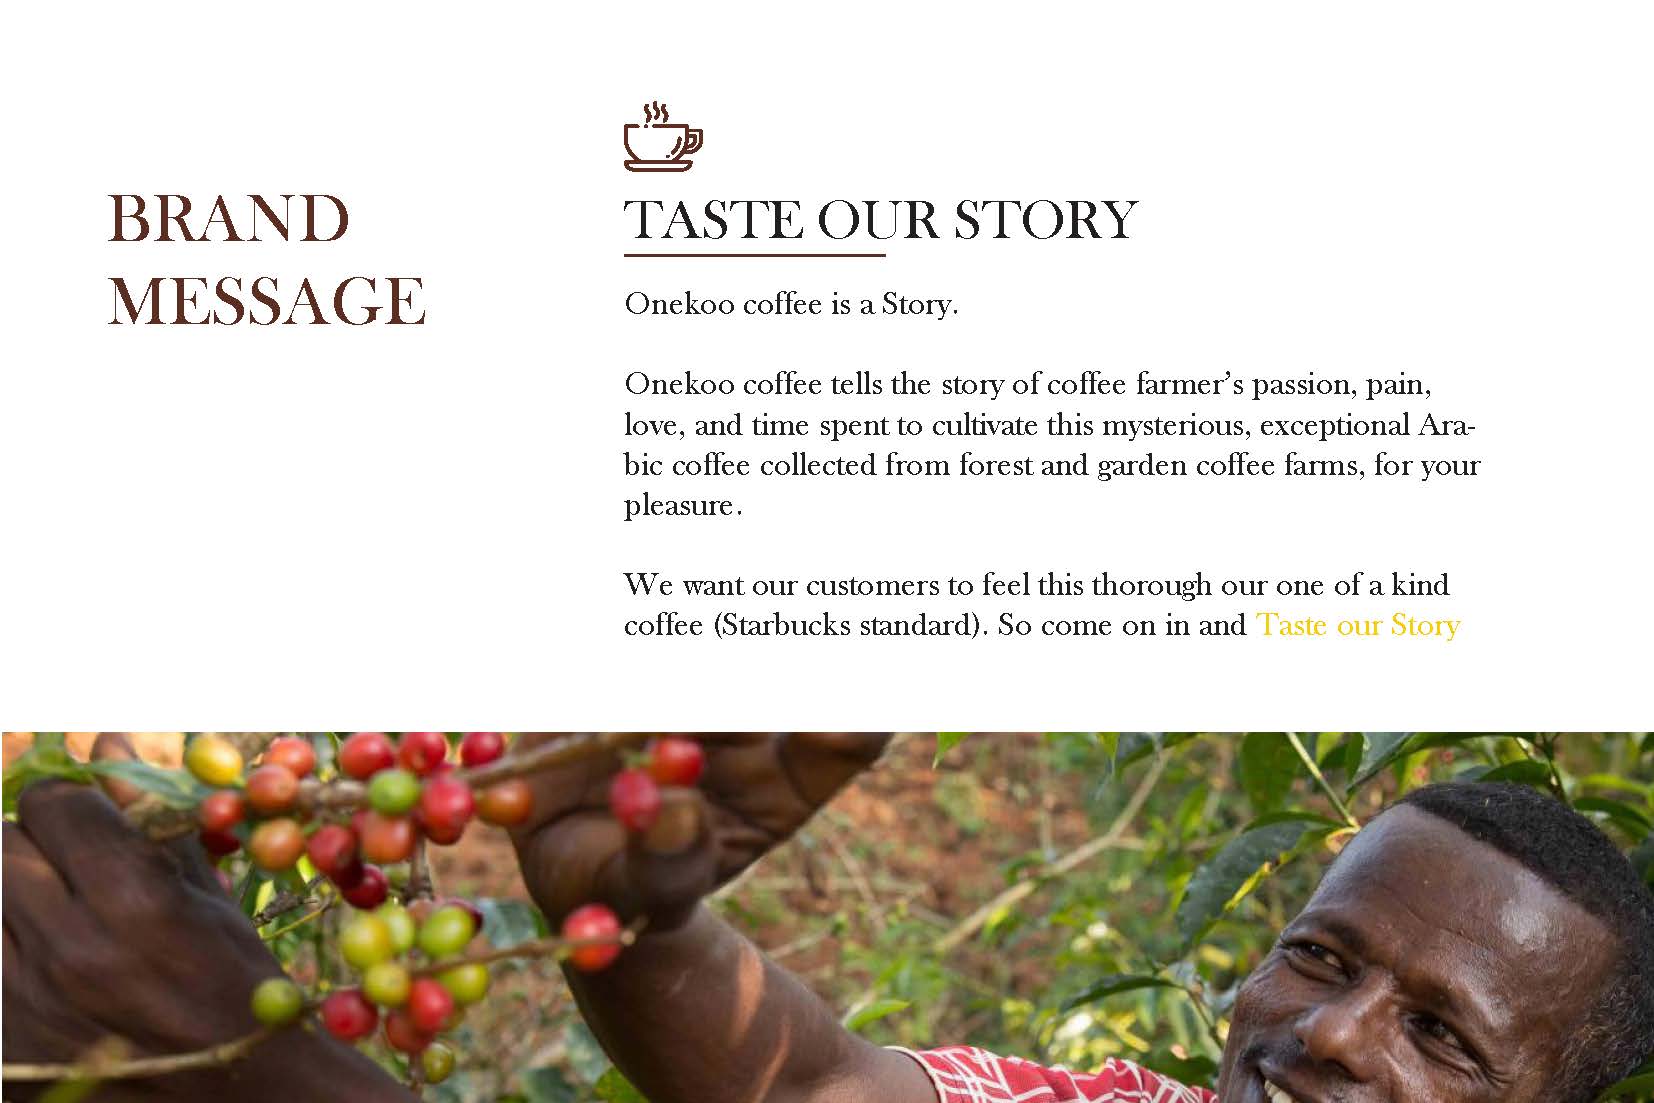 BRAND
MESSAGE
TASTE OUR STORY
Onekoo coffee is a Story.
Onekoo coffee tells the story of coffee farmer’s passion, pain,
love, and time spent to cultivate this mysterious, exceptional Ara-
bic coffee collected from forest and garden coffee farms, for your
pleasure.
We want our customers to feel this thorough our one of a kind
coffee (Starbucks standard). So come on in and Taste our Story